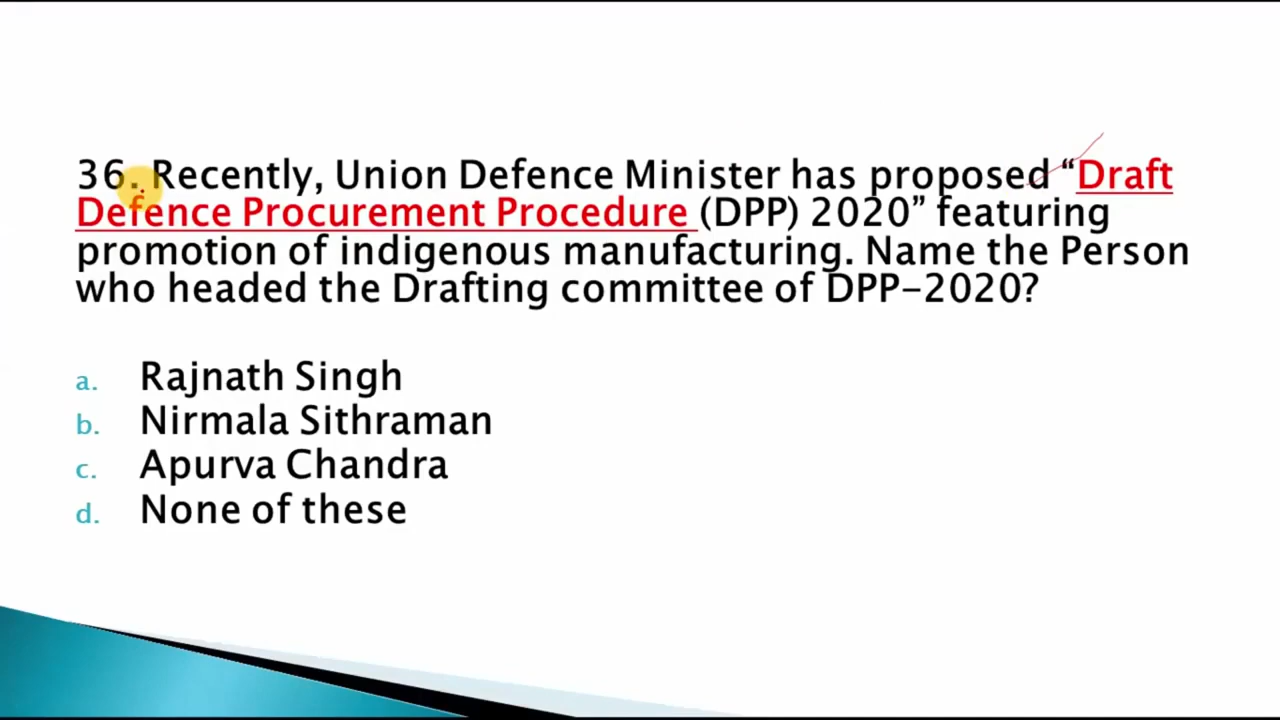 36. Recently, Union Defence Minister has proposed “Draft
Defence Procurement Procedure (DPP) 2020” featuring
promotion of indigenous manufacturing. Name the Person
who headed the Drafting committee of DPP-2020?
a. Rajnath Singh
b. Nirmala Sithraman
c. Apurva Chandra
d. None of these